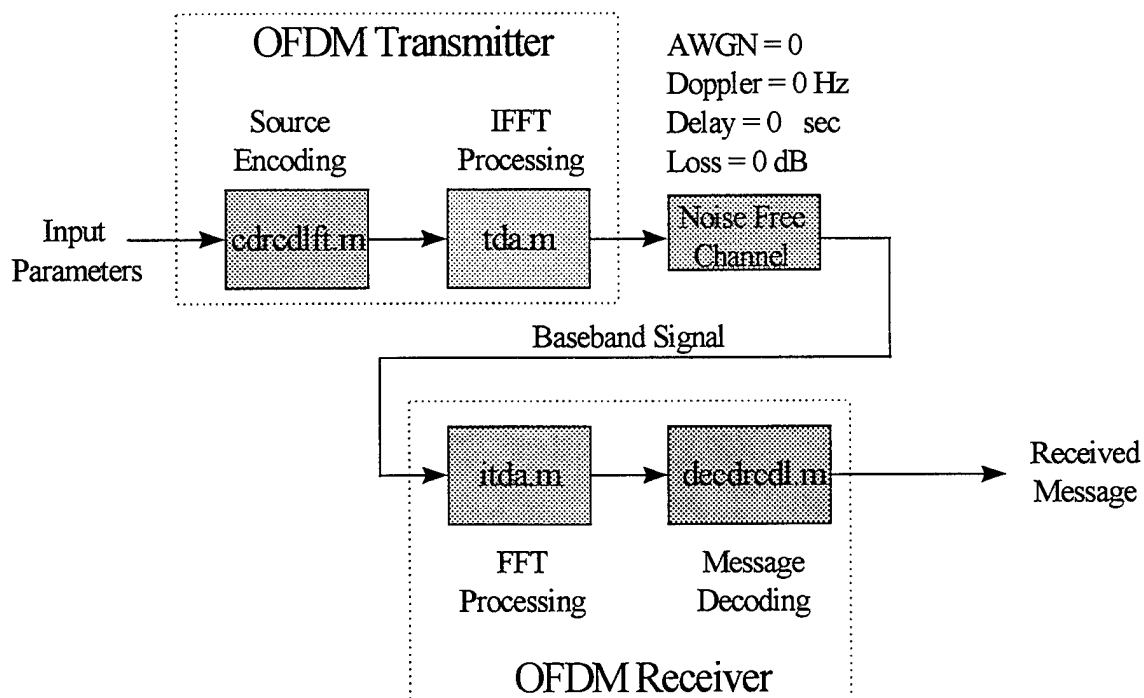 OFDM Transmitter
AWGN = 0
Doppler = 0 Hz
Delay = 0 sec
Loss = 0 dB
Source
Encoding
IFFT
Processing
Input
Parameters
cdrcdlft.m
tda.m
Noise Free
Channel
Baseband Signal
itda.m
decdrcdl.m
Received
Message
FFT
Processing
Message
Decoding
OFDM Receiver